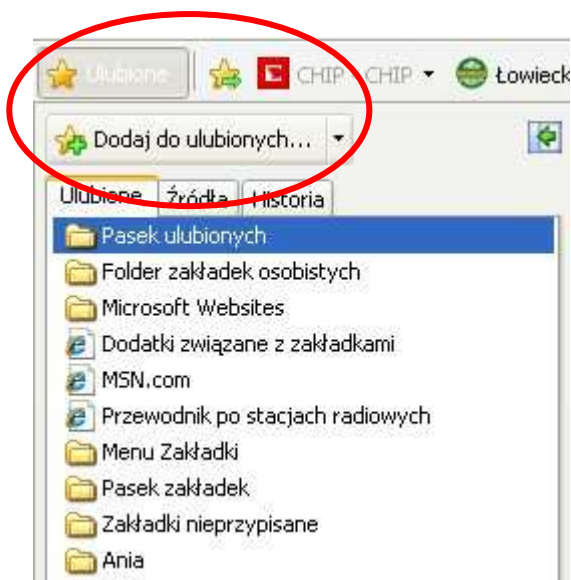 Ulubione CHIP CHIP Łowieck
Dodaj do ulubionych...
Ulubione Źródła Historia
Pasek ulubionych
Folder zakładek osobistych
Microsoft Websites
Dodatki związane z zakładkami
MSN.com
Przewodnik po stacjach radiowych
Menu Zakładki
Pasek zakładek
Zakładki nieprzypisane
Ania